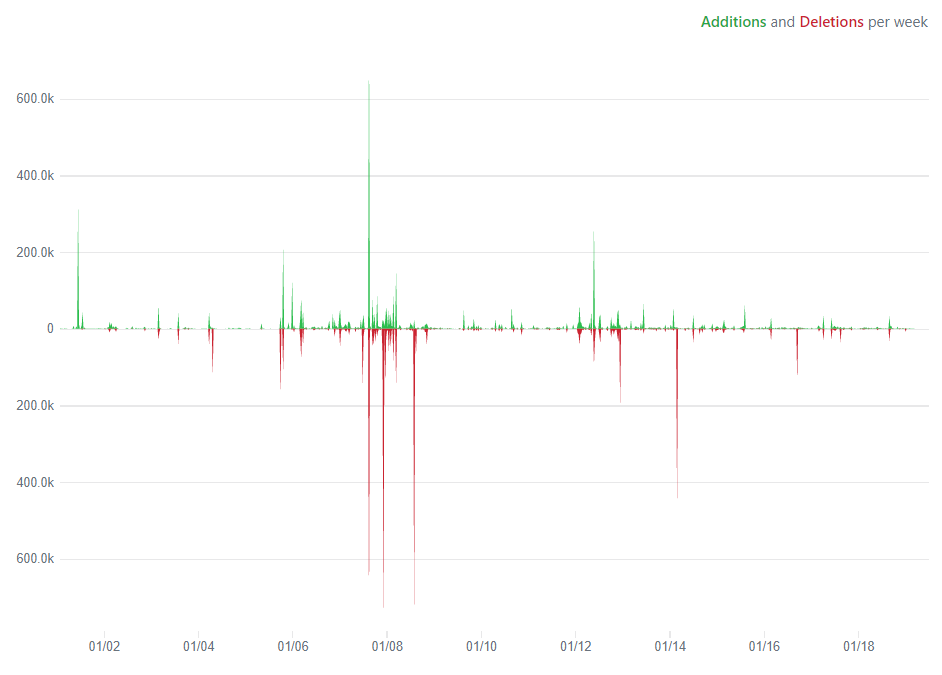 Additions and Deletions per week
600.0k
400.0k
200.0k
0
200.0k
400.0k
600.0k
01/02 01/04 01/06 01/08 01/10 01/12 01/14 01/16 01/18